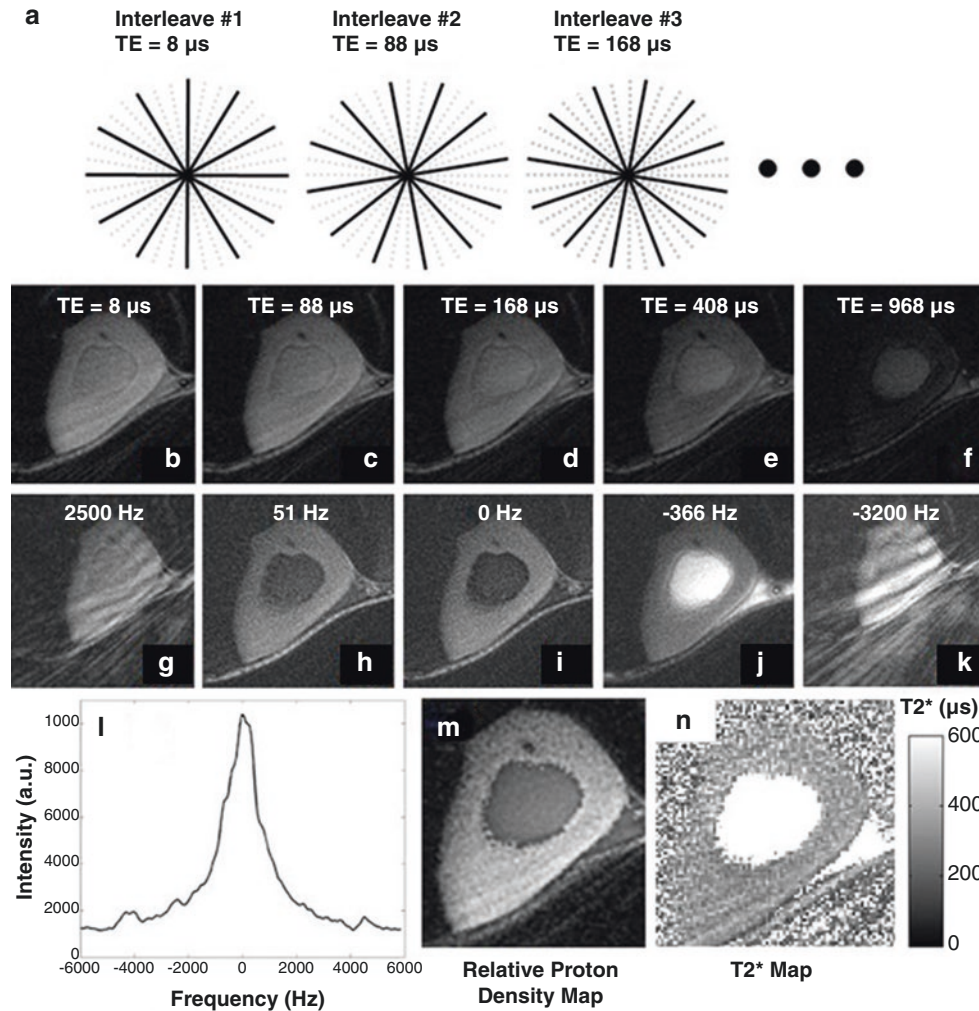 a
Interleave #1
TE = 8 µs
Interleave #2
TE = 88 µs
Interleave #3
TE = 168 µs
TE = 8 µs
b
TE = 88 µs
c
TE = 168 µs
d
TE = 408 µs
e
TE = 968 µs
f
2500 Hz
g
51 Hz
h
0 Hz
i
-366 Hz
j
-3200 Hz
k
l
Intensity (a.u.)
1000
8000
6000
4000
2000
0
-6000 -4000 -2000 0 2000 4000 6000
Frequency (Hz)
m
Relative Proton
Density Map
n
T2* Map
T2* (µs)
600
400
200
0